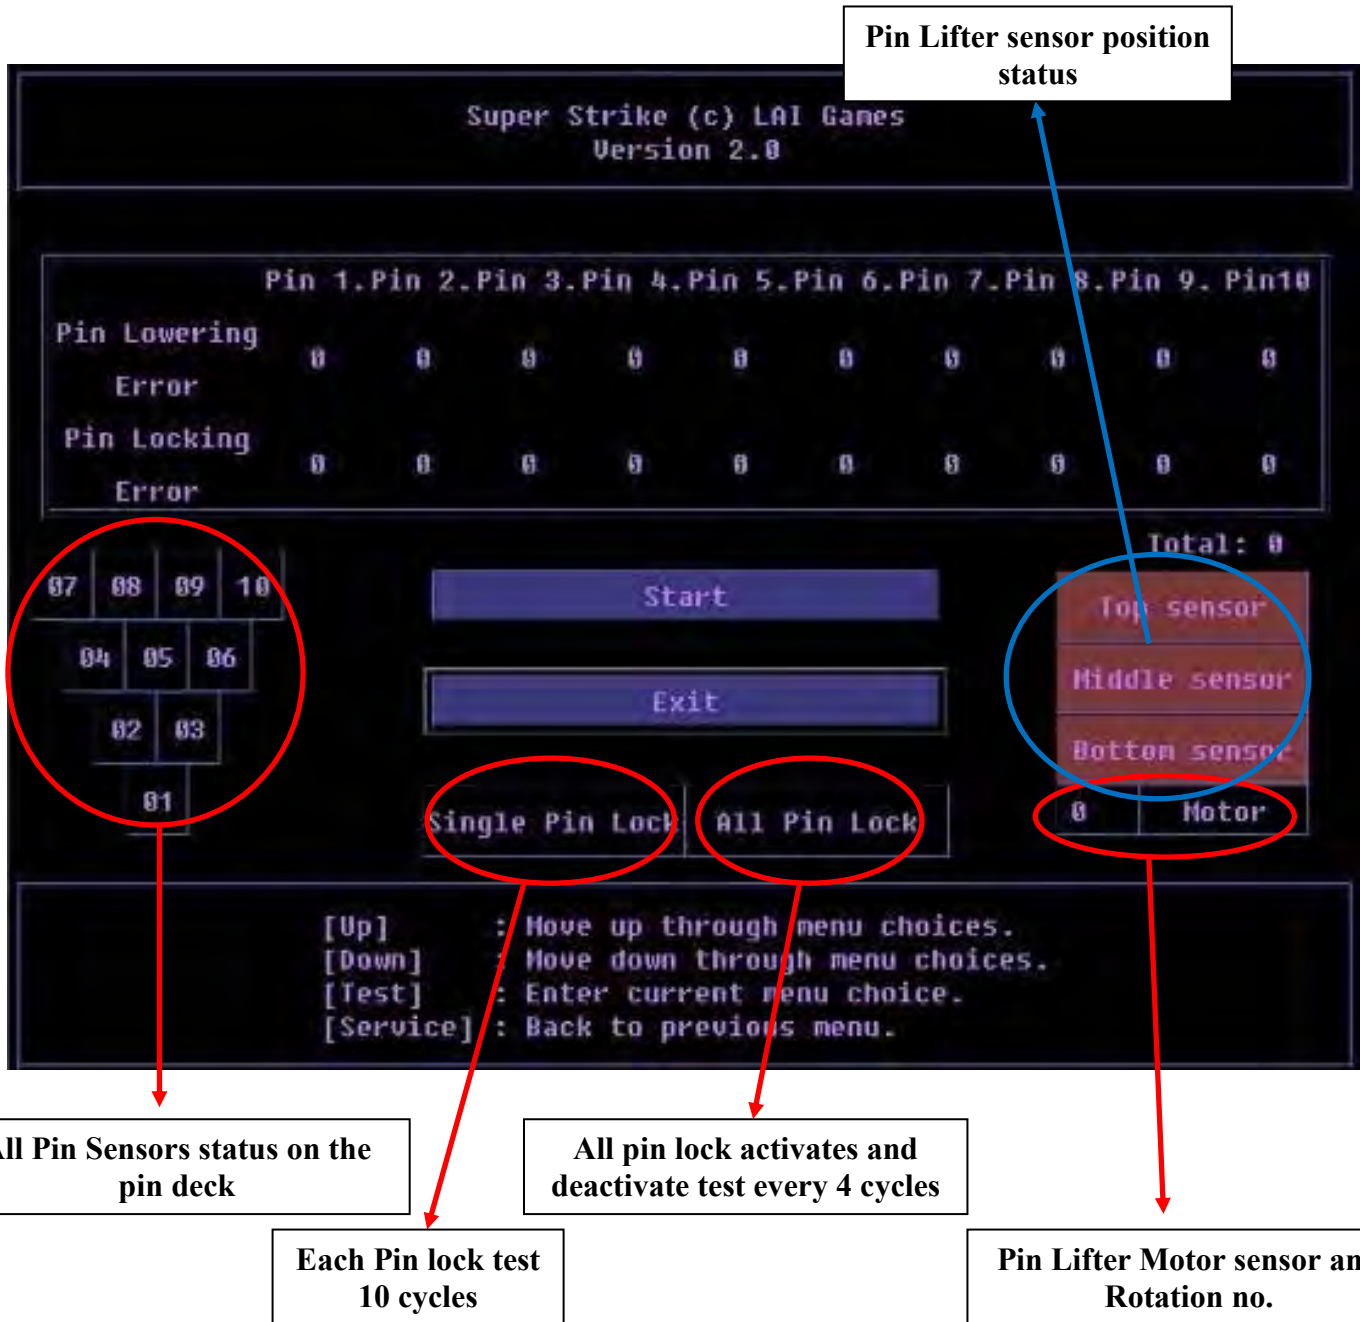 Pin Lifter sensor position
status
Super Strike (c) LAI Games
Version 2.0
Pin 1.Pin 2.Pin 3.Pin 4.Pin 5.Pin 6.Pin 7.Pin 8.Pin 9. Pin10
Pin Lowering
0 0 0 0 0 0 0 0 0 0
Error
Pin Locking
0 0 0 0 0 0 0 0 0 0
Error
Total: 0
07 08 09 10
Start
Top sensor
04 05 06
Middle sensor
Exit
02 03
Bottom sensor
01
Single Pin Lock
All Pin Lock
0 Motor
[Up] : Move up through menu choices.
[Down] : Move down through menu choices.
[Test] : Enter current menu choice.
[Service] : Back to previous menu.
All Pin Sensors status on the
pin deck
All pin lock activates and
deactivate test every 4 cycles
Each Pin lock test
10 cycles
Pin Lifter Motor sensor an
Rotation no.